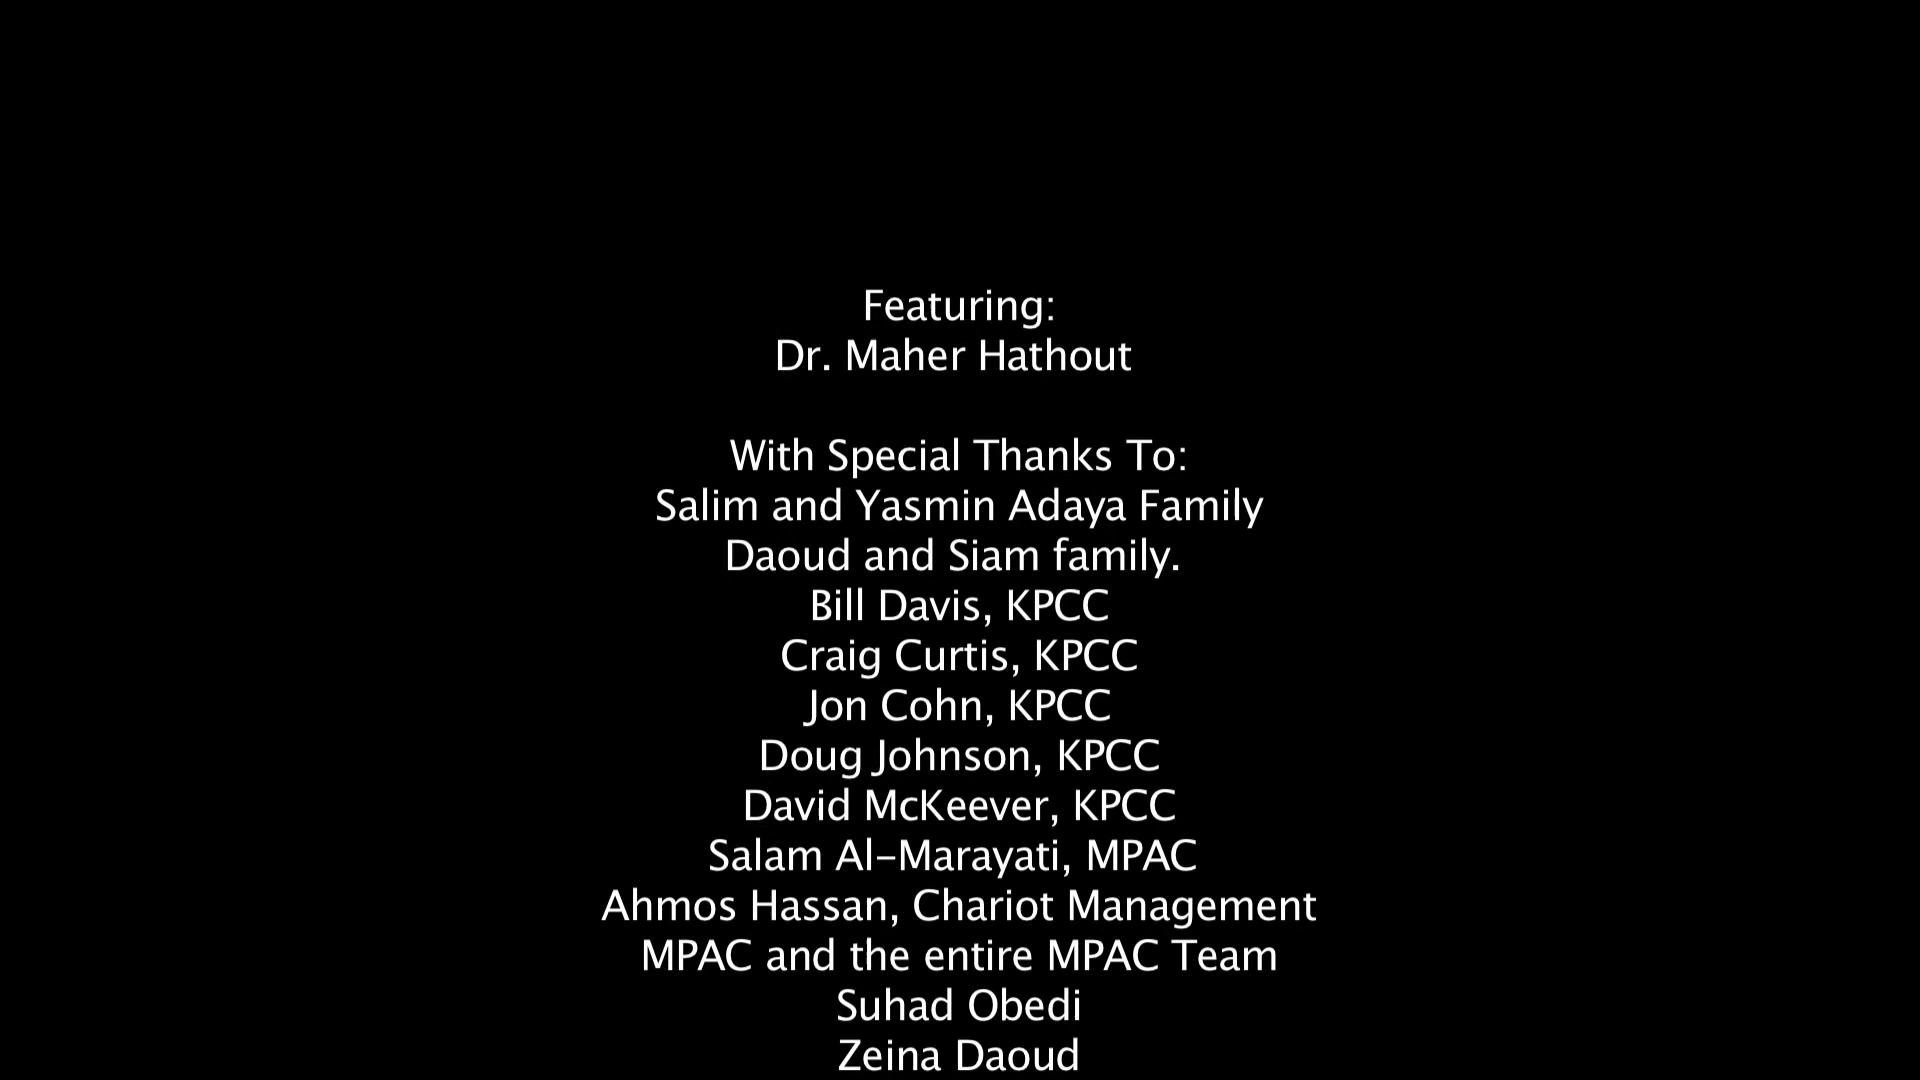 Featuring:
Dr. Maher Hathout
With Special Thanks To:
Salim and Yasmin Adaya Family
Daoud and Siam family.
Bill Davis, KPCC
Craig Curtis, KPCC
Jon Cohn, KPCC
Doug Johnson, KPCC
David McKeever, KPCC
Salam Al-Marayati, MPAC
Ahmos Hassan, Chariot Management
MPAC and the entire MPAC Team
Suhad Obedi
Zeina Daoud